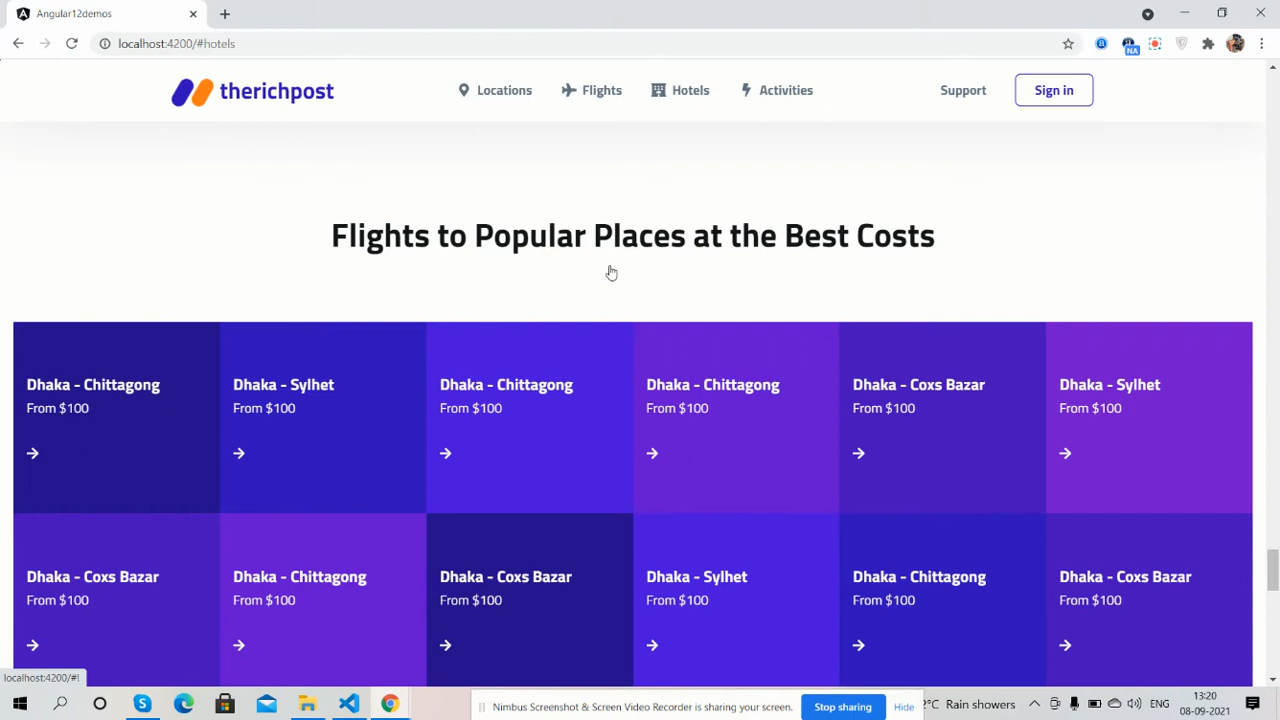 Angular12demos
localhost:4200/#hotels
NA
therichpost
Locations
Flights
Hotels
Activities
Support
Sign in
Flights to Popular Places at the Best Costs
Dhaka - Chittagong
From $100
Dhaka - Sylhet
From $100
Dhaka - Chittagong
From $100
Dhaka - Chittagong
From $100
Dhaka - Coxs Bazar
From $100
Dhaka - Sylhet
From $100
Dhaka - Coxs Bazar
From $100
Dhaka - Chittagong
From $100
Dhaka - Coxs Bazar
From $100
Dhaka - Sylhet
From $100
Dhaka - Chittagong
From $100
Dhaka - Coxs Bazar
From $100
localhost:4200/#!
Nimbus Screenshot & Screen Video Recorder is sharing your screen.
Stop sharing
Hide
2°C Rain showers
ENG
13:20
08-09-2021